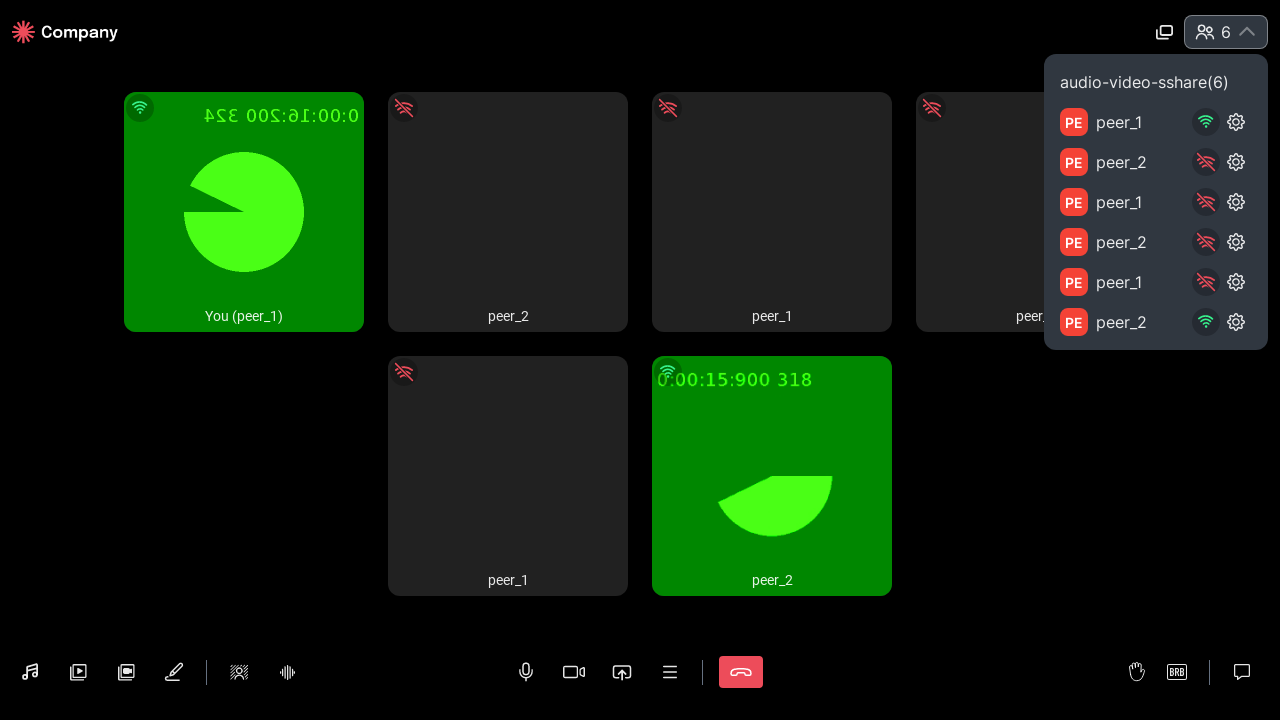 Company
6
audio-video-sshare(6)
PE peer_1
PE peer_2
PE peer_1
PE peer_2
PE peer_1
PE peer_2
0:00:16:200 324
You (peer_1)
peer_2
peer_1
peer_
0:00:15:900 318
peer_1
peer_2
BRB